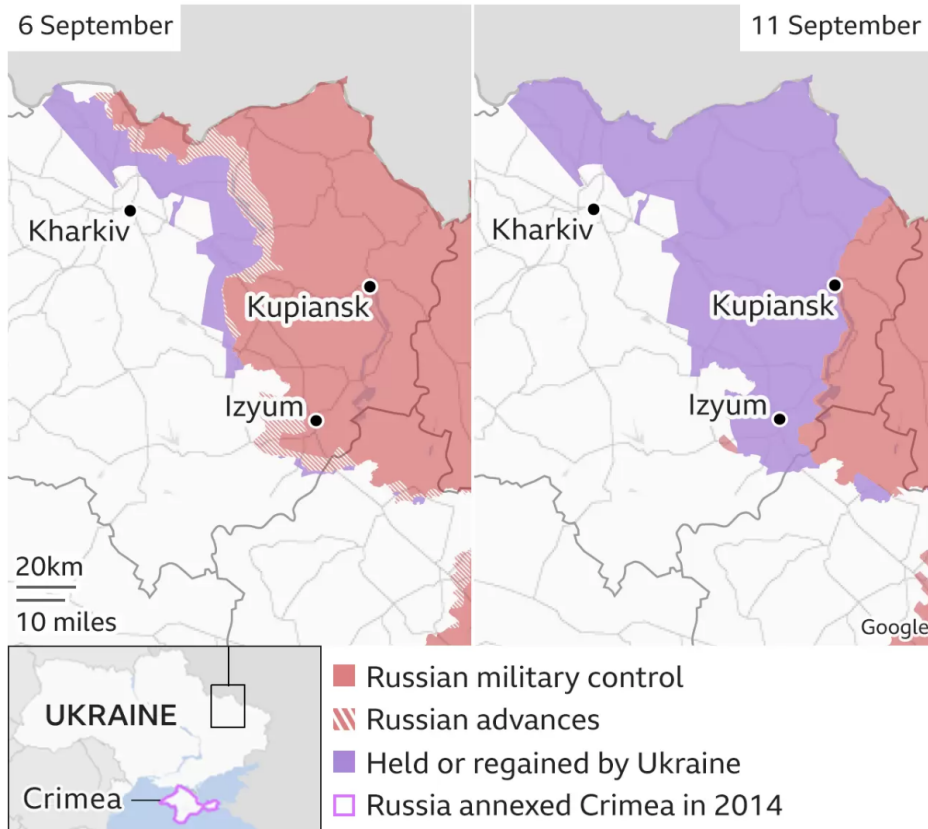 6 September
Kharkiv
Kupiansk
Izyum
20km
10 miles
11 September
Kharkiv
Kupiansk
Izyum
Google
UKRAINE
Crimea
Russian military control
Russian advances
Held or regained by Ukraine
Russia annexed Crimea in 2014